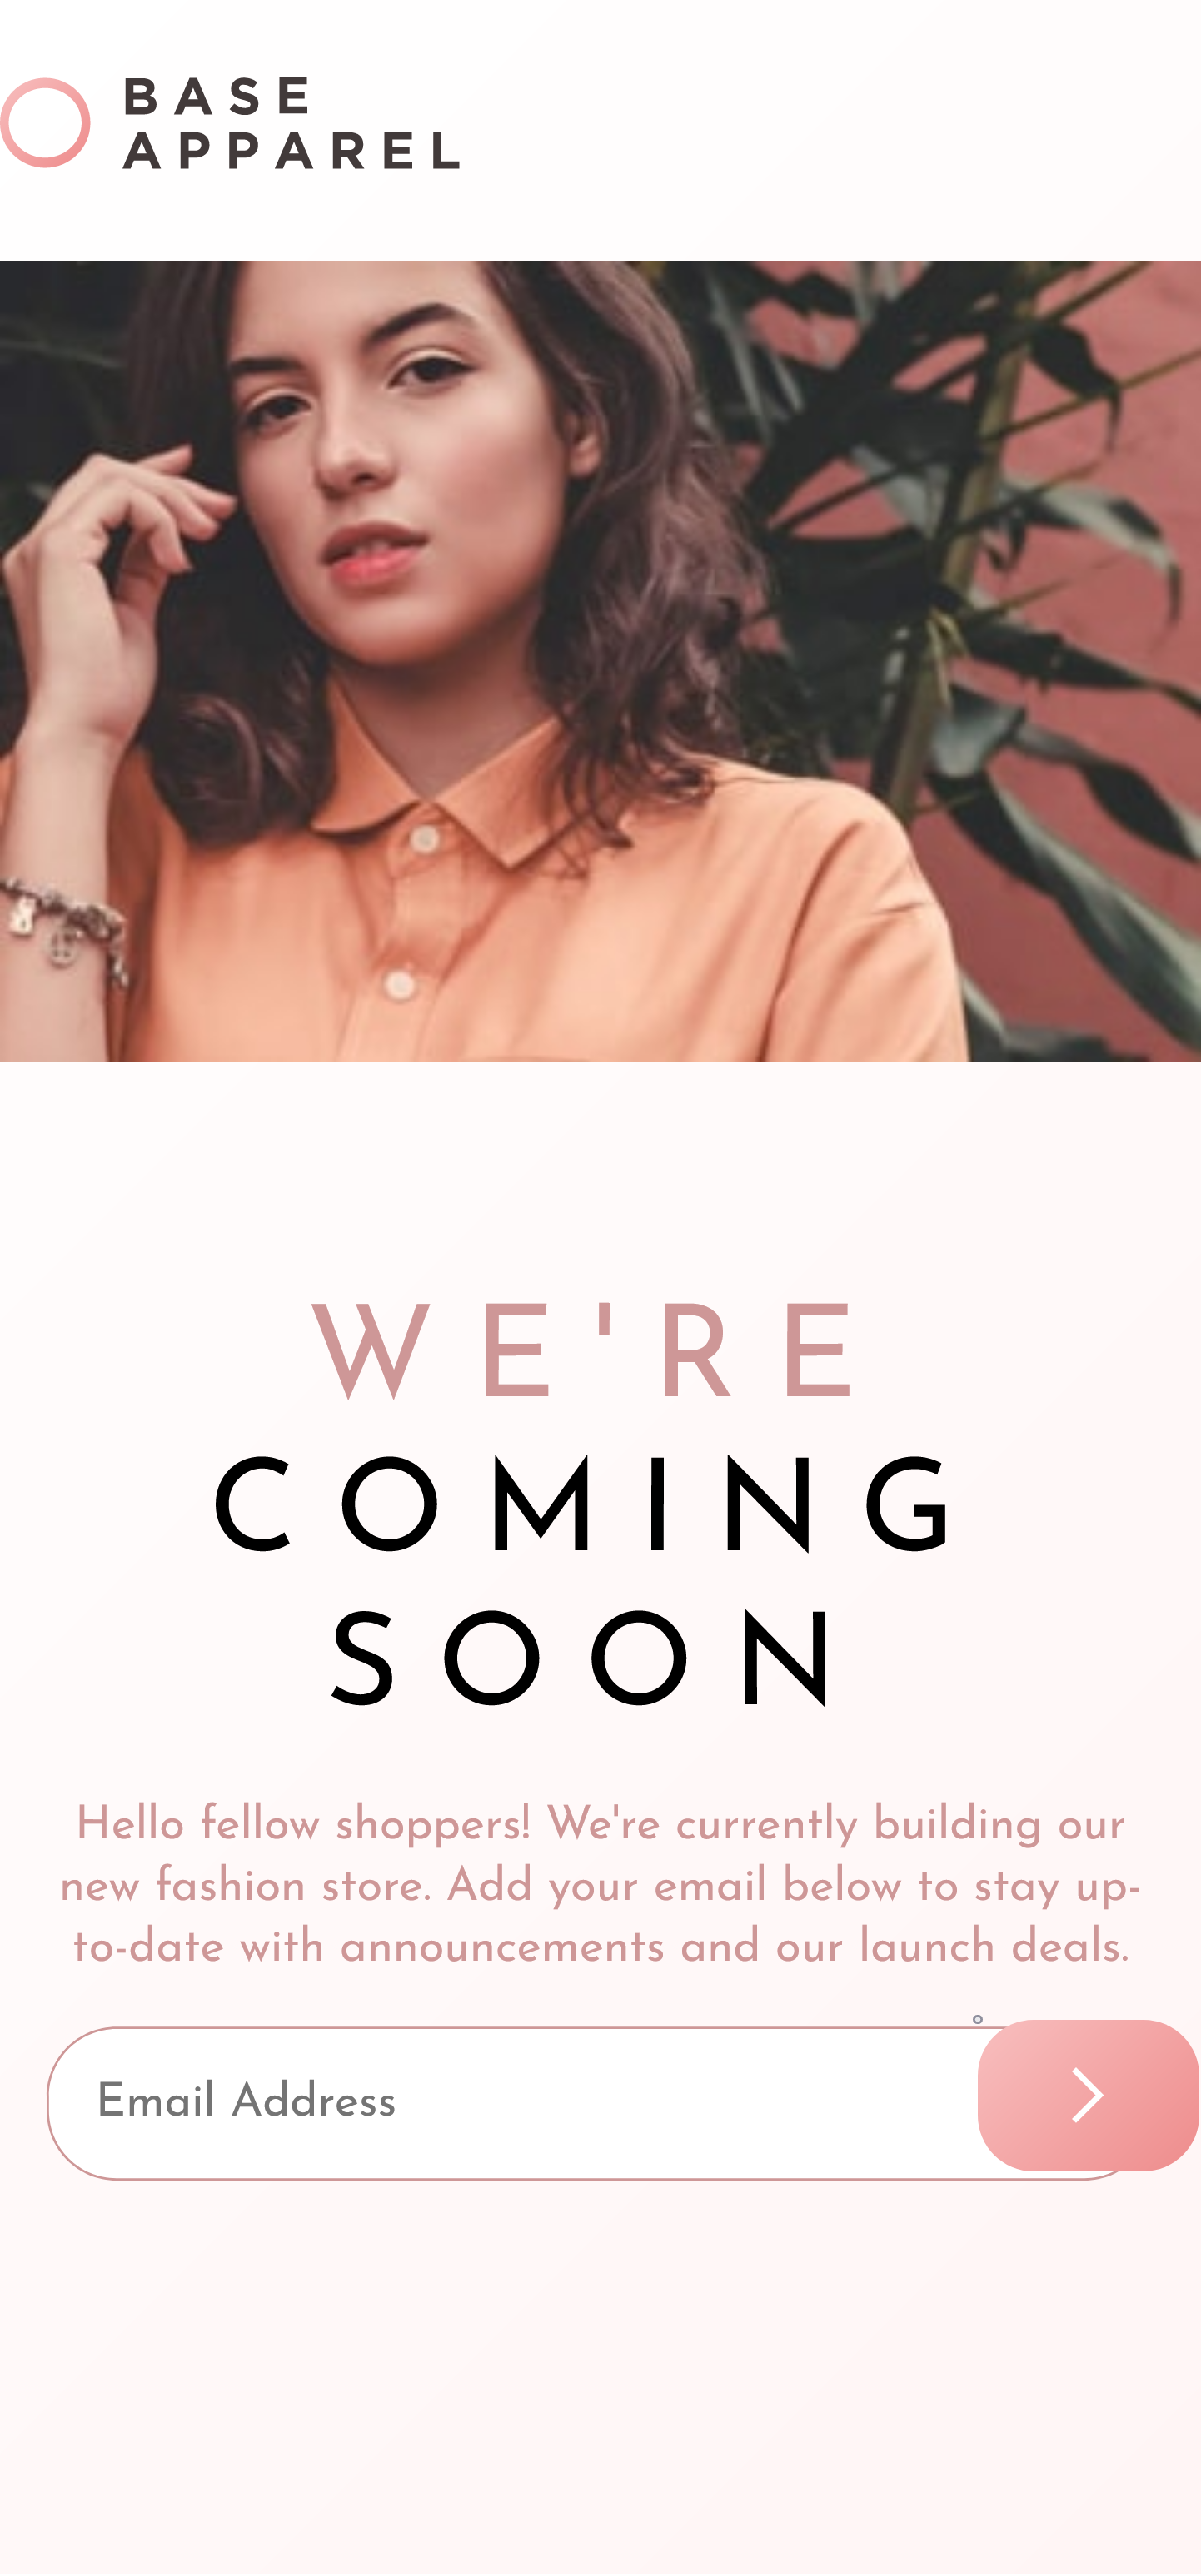 BASE
APPAREL
WE'RE
COMING
SOON
Hello fellow shoppers! We're currently building our
new fashion store. Add your email below to stay up-
to-date with announcements and our launch deals.
Email Address